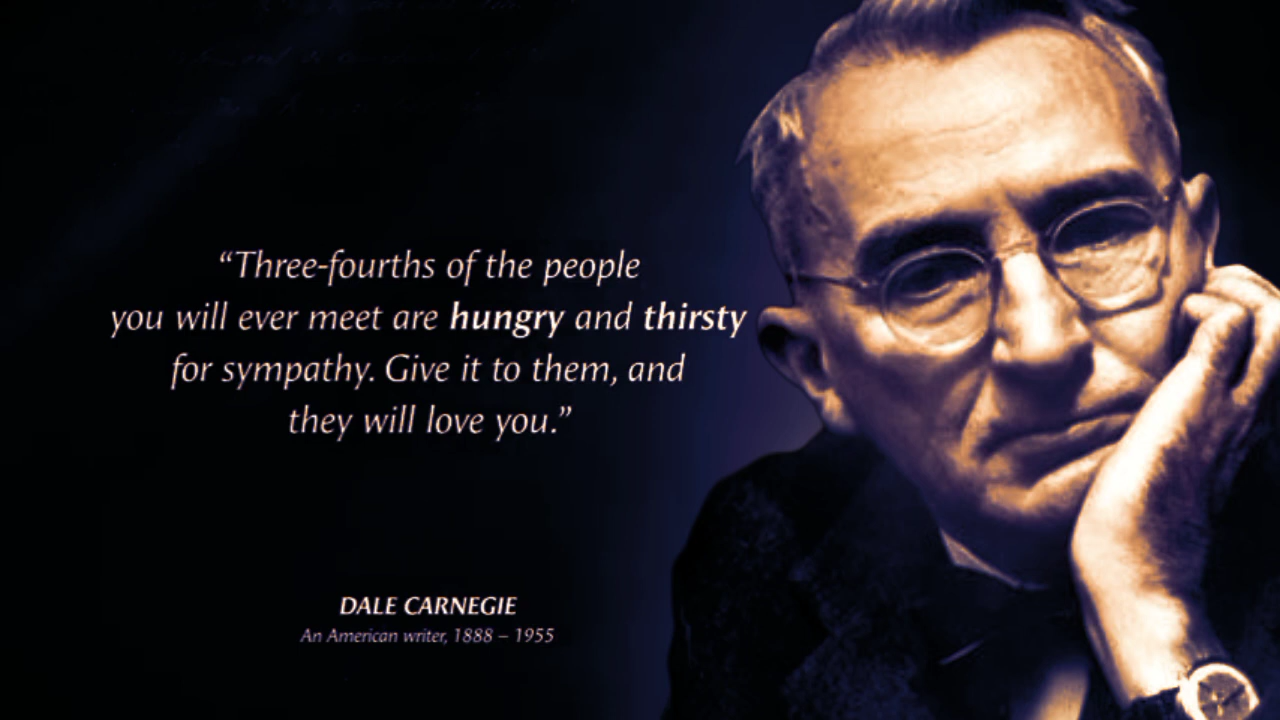 “Three-fourths of the people
you will ever meet are hungry and thirsty
for sympathy. Give it to them, and
they will love you.”
DALE CARNEGIE
An American writer, 1888 – 1955